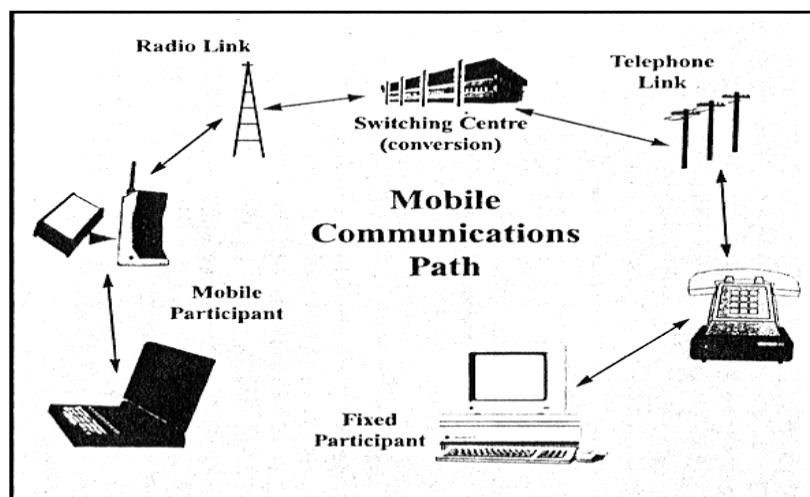 Radio Link
Telephone
Link
Switching Centre
(conversion)
Mobile
Communications
Path
Mobile
Participant
Fixed
Participant